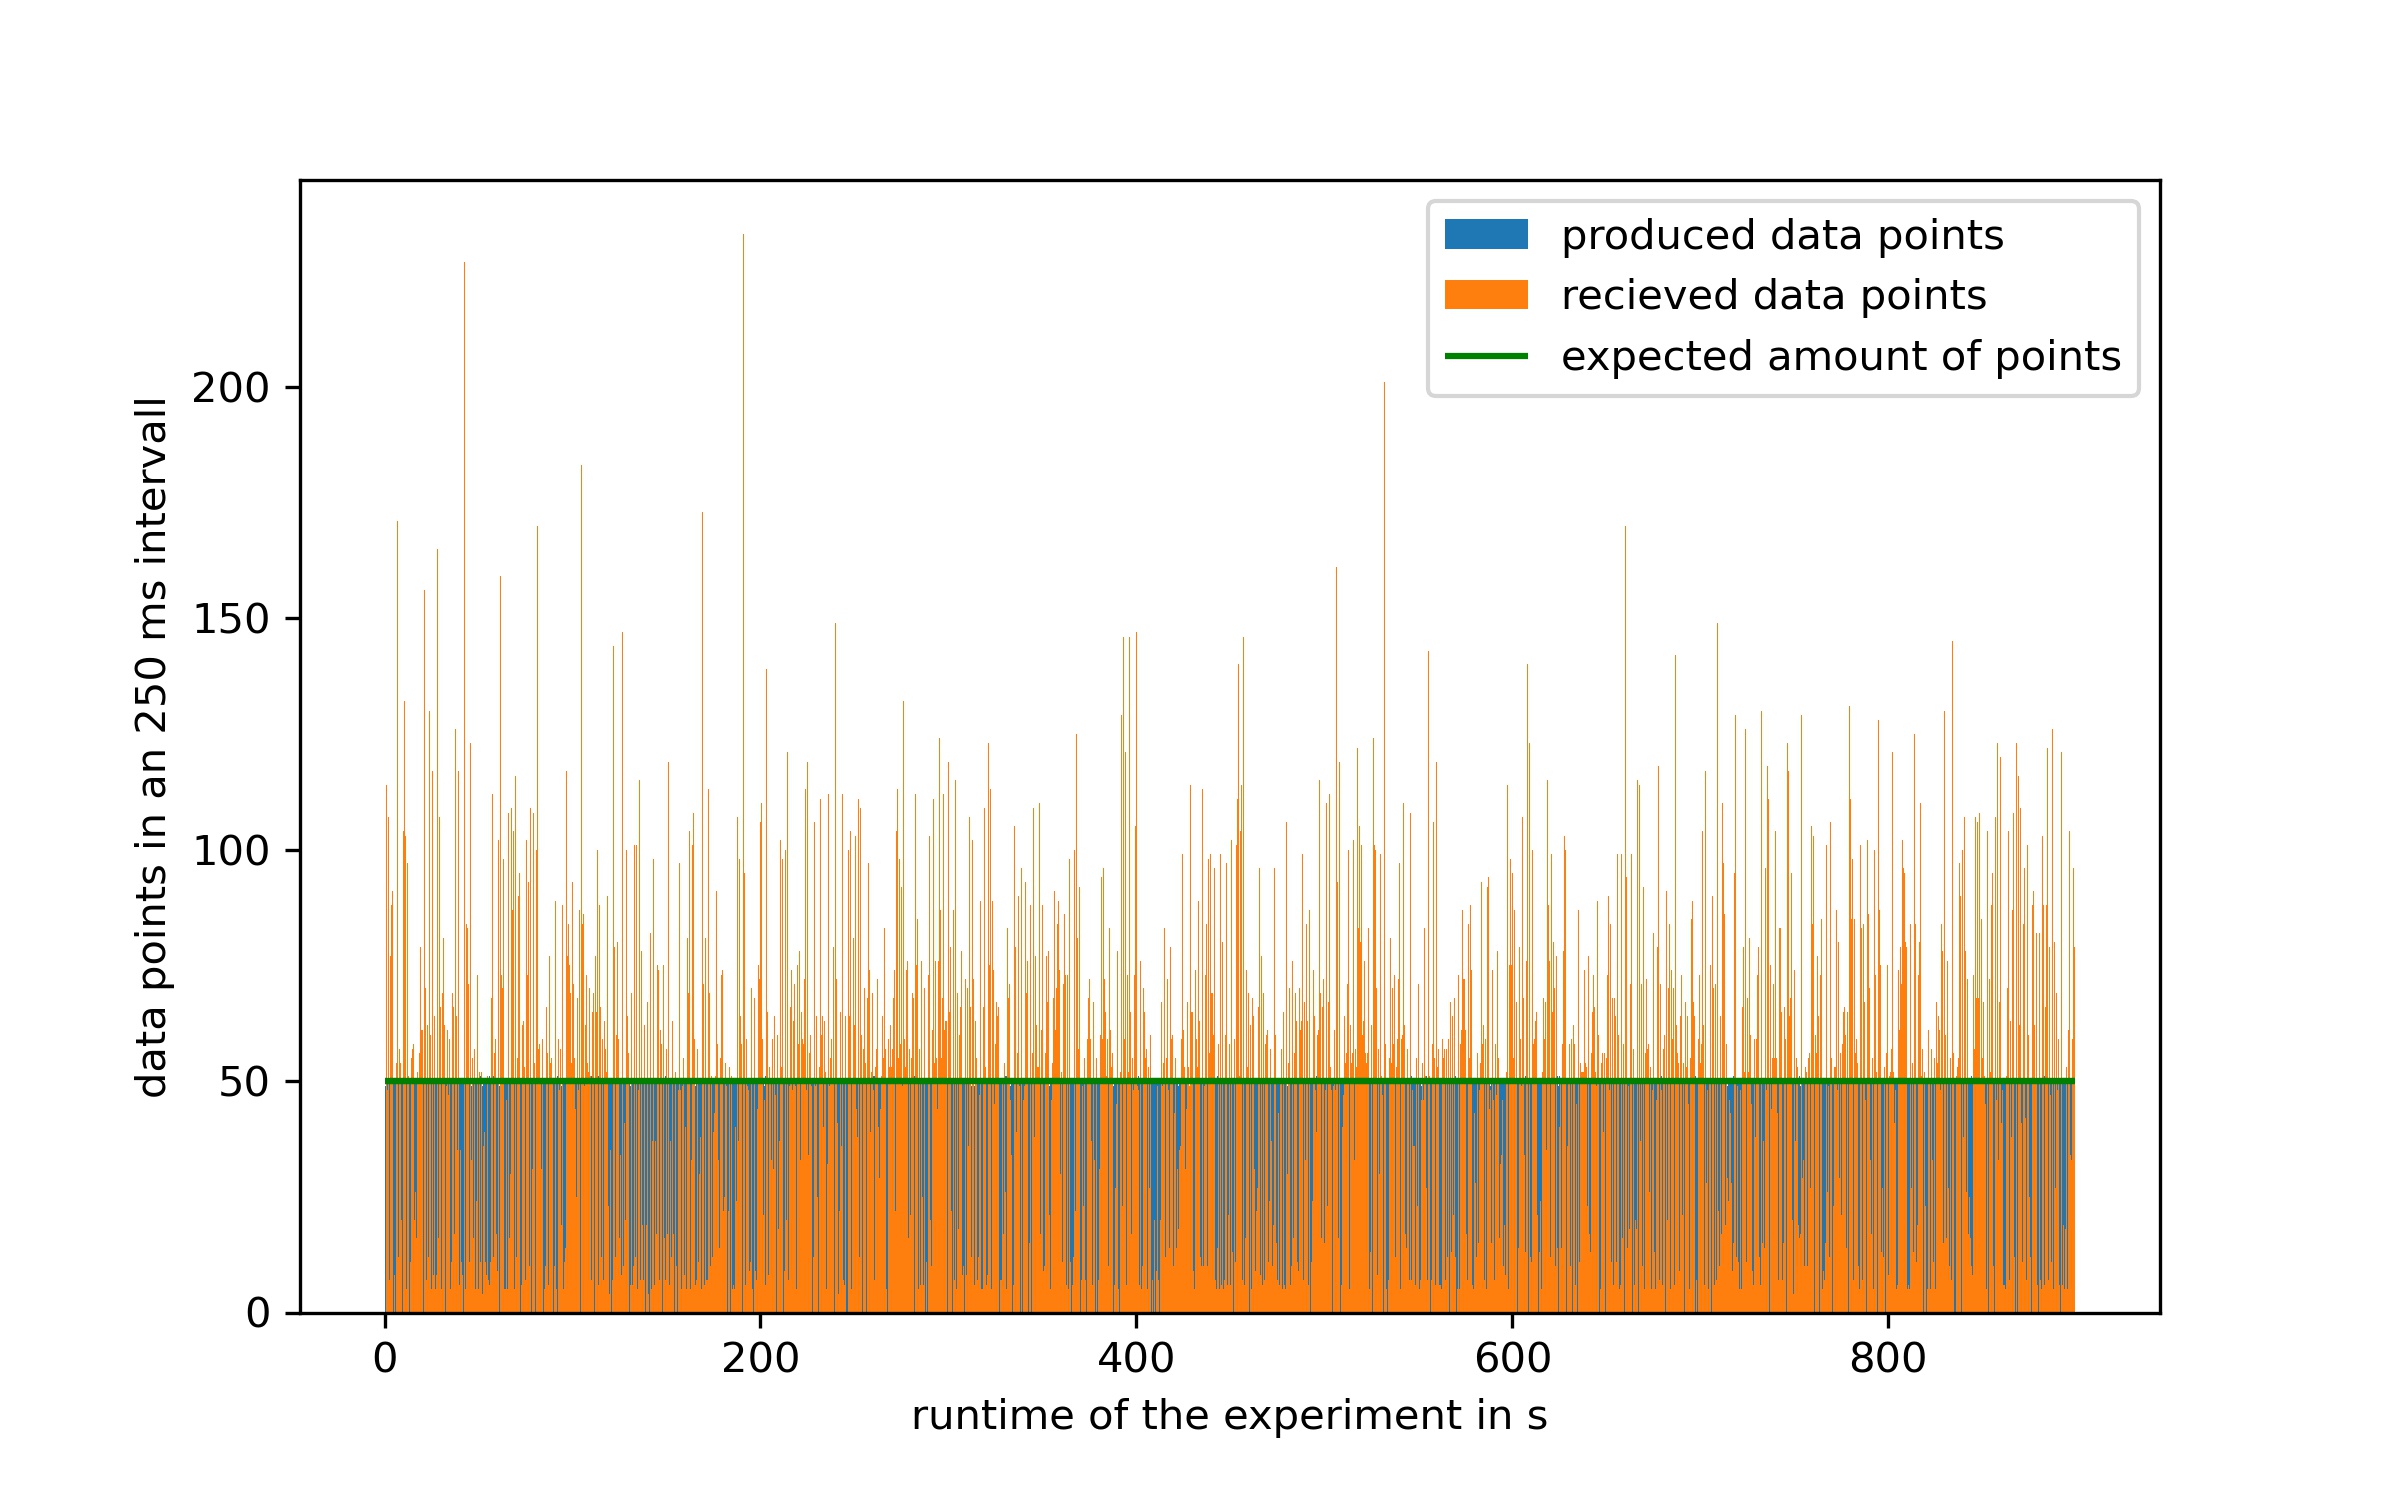 produced data points
recieved data points
expected amount of points
data points in an 250 ms intervall
200
150
100
50
0
0 200 400 600 800
runtime of the experiment in s